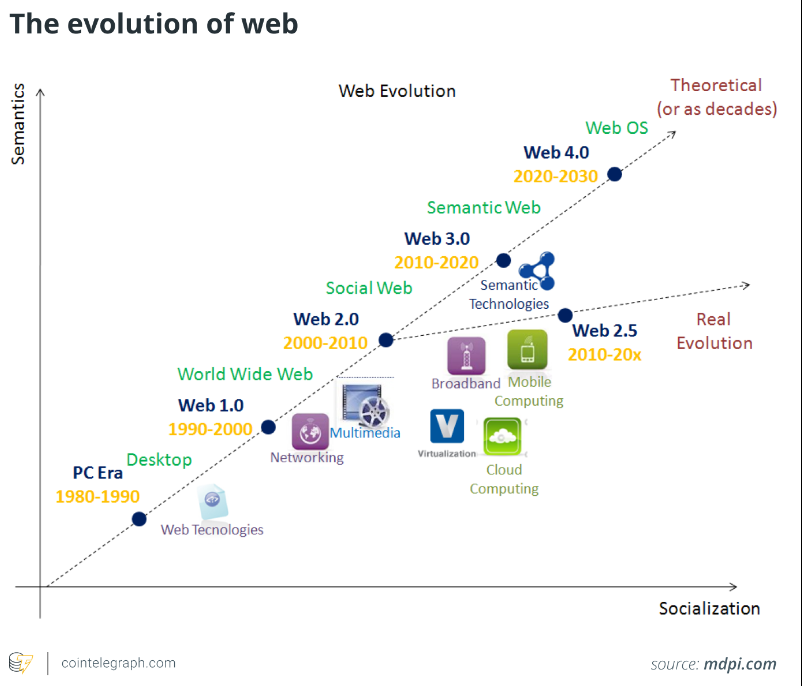 The evolution of web
Semantics
Web Evolution
Theoretical
(or as decades)
Web OS
Web 4.0
2020-2030
Semantic Web
Web 3.0
2010-2020
Semantic
Technologies
Social Web
Web 2.0
2000-2010
Web 2.5
2010-20x
Real
Evolution
Broadband
Mobile
Computing
World Wide Web
Web 1.0
1990-2000
Multimedia
Networking
V
Virtualization
Cloud
Computing
Desktop
PC Era
1980-1990
Web Tecnologies
Socialization
cointelegraph.com
source: mdpi.com